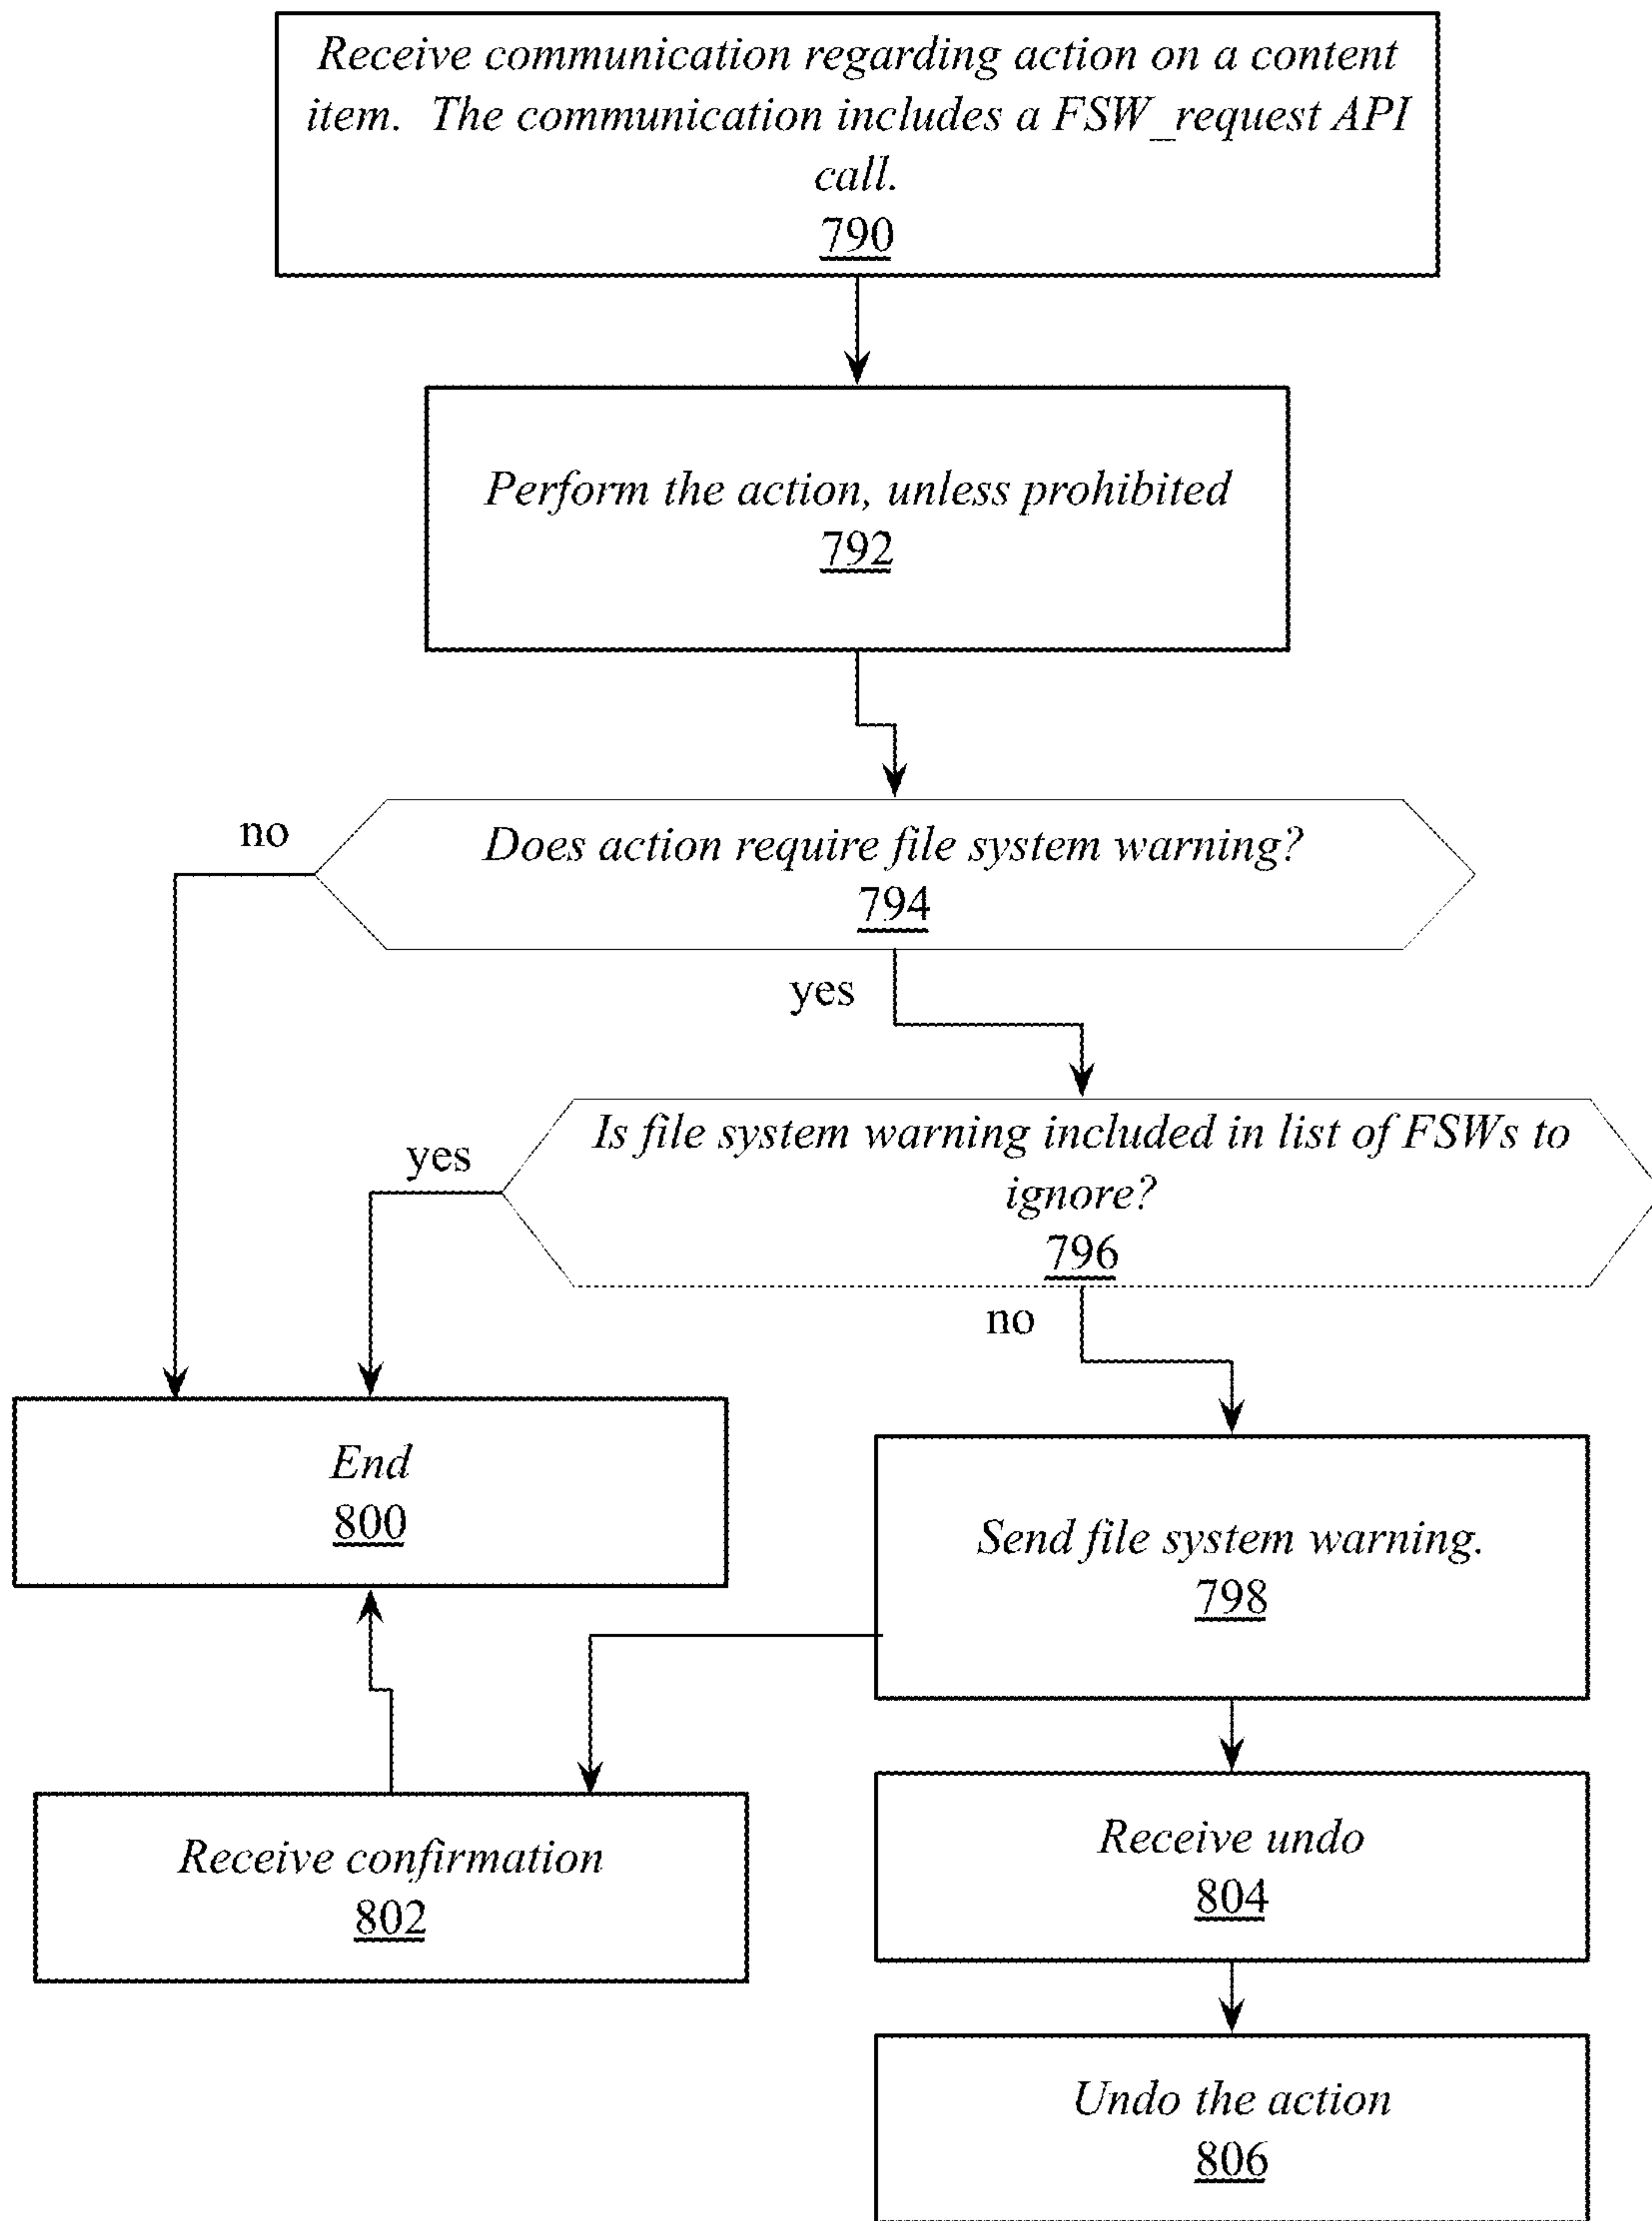 Receive communication regarding action on a content
item. The communication includes a FSW_request API
call.
790
Perform the action, unless prohibited
792
no
Does action require file system warning?
794
yes
Is file system warning included in list of FSWs to
ignore?
796
yes
no
End
800
Send file system warning.
798
Receive confirmation
802
Receive undo
804
Undo the action
806